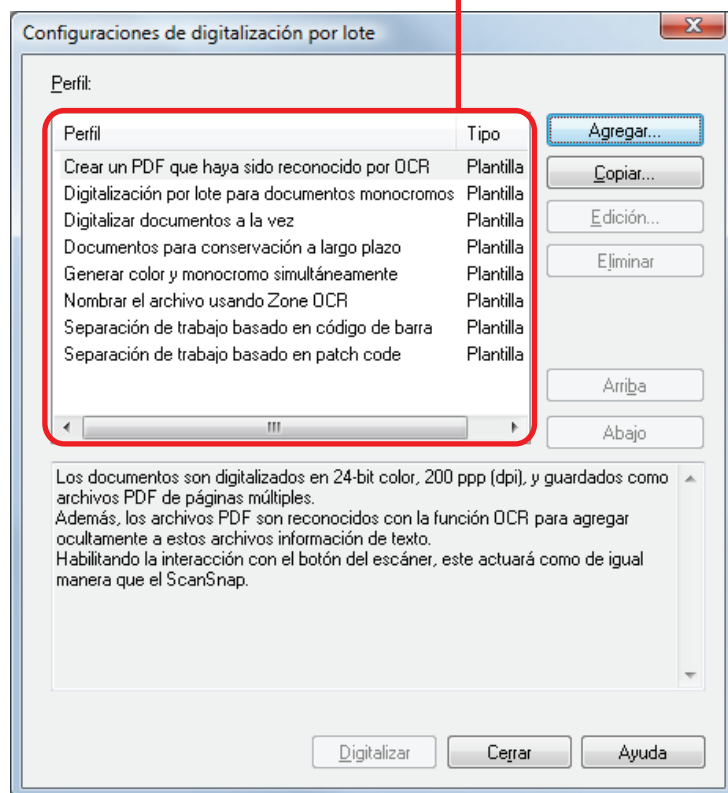 Configuraciones de digitalización por lote
Perfil:
Perfil Tipo
Crear un PDF que haya sido reconocido por OCR Plantilla
Digitalización por lote para documentos monocromos Plantilla
Digitalizar documentos a la vez Plantilla
Documentos para conservación a largo plazo Plantilla
Generar color y monocromo simultáneamente Plantilla
Nombrar el archivo usando Zone OCR Plantilla
Separación de trabajo basado en código de barra Plantilla
Separación de trabajo basado en patch code Plantilla
Agregar...
Copiar...
Edición...
Eliminar
Arriba
Abajo
Los documentos son digitalizados en 24-bit color, 200 ppp (dpi), y guardados como
archivos PDF de páginas múltiples.
Además, los archivos PDF son reconocidos con la función OCR para agregar
ocultamente a estos archivos información de texto.
Habilitando la interacción con el botón del escáner, este actuará como de igual
manera que el ScanSnap.
Digitalizar Cerrar Ayuda